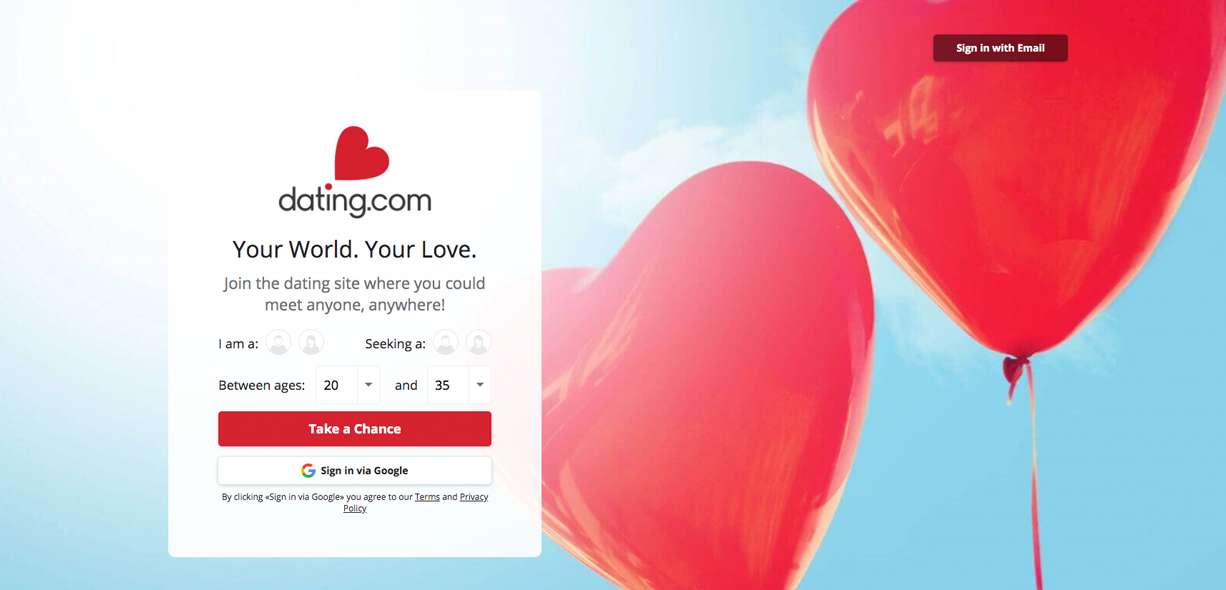 Sign in with Email
dating.com
Your World. Your Love.
Join the dating site where you could
meet anyone, anywhere!
I am a: Seeking a:
Between ages: 20 and 35
Take a Chance
Sign in via Google
By clicking «Sign in via Google» you agree to our Terms and Privacy
Policy